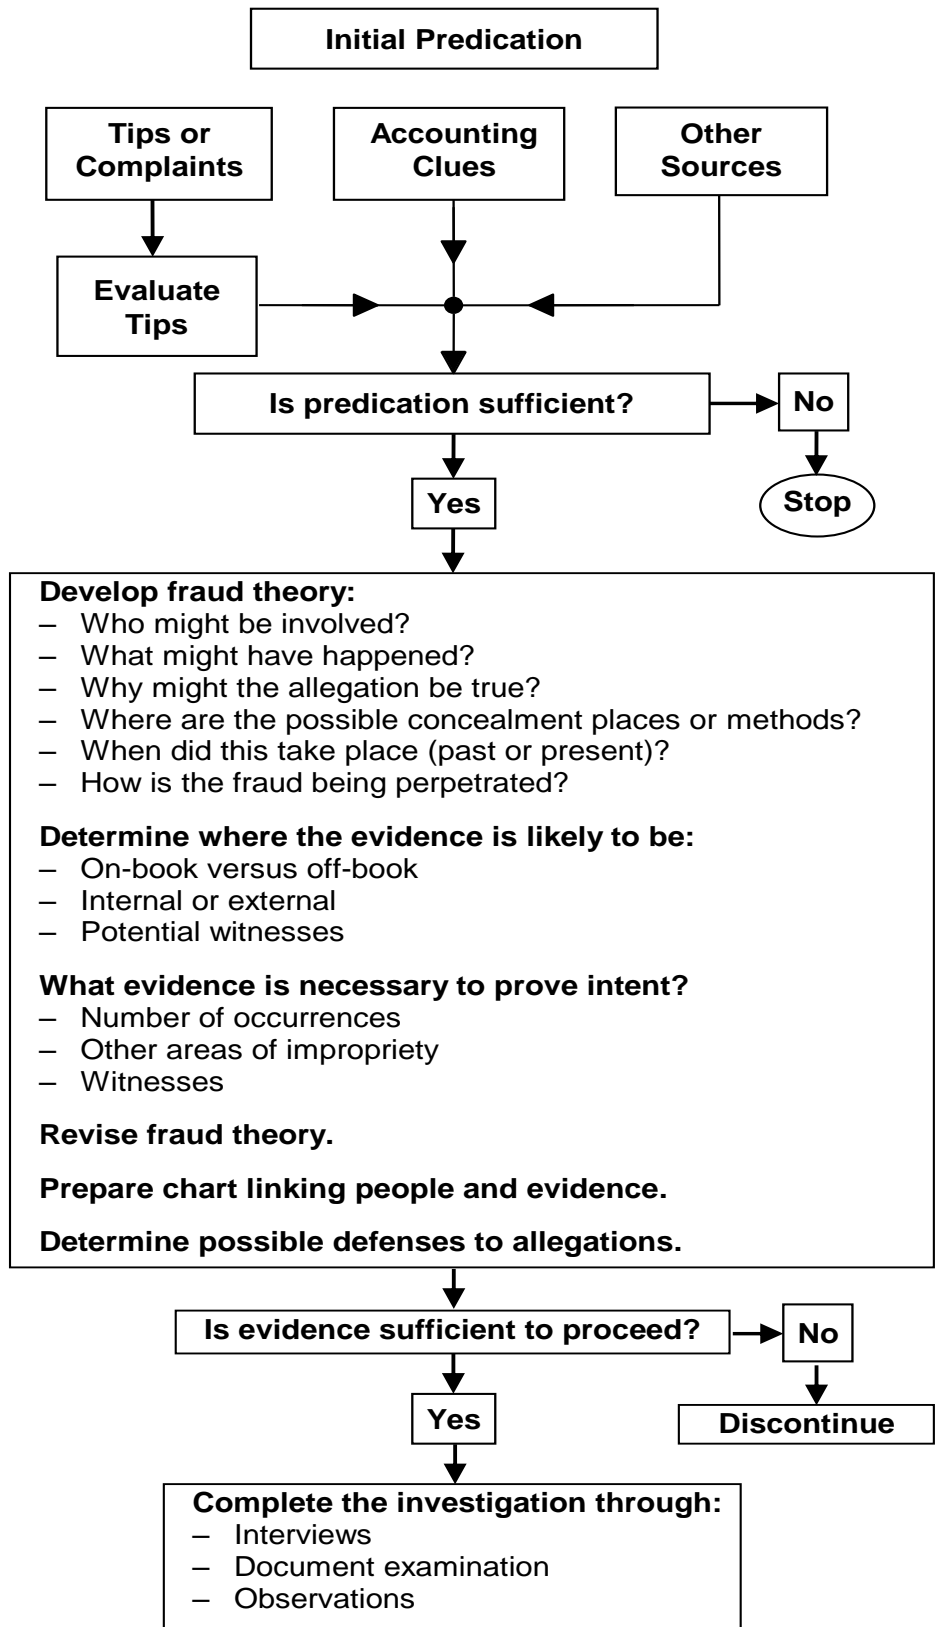 Initial Predication
Tips or
Complaints
Accounting
Clues
Other
Sources
Evaluate
Tips
Is predication sufficient?
No
Yes
Stop
Develop fraud theory:
– Who might be involved?
– What might have happened?
– Why might the allegation be true?
– Where are the possible concealment places or methods?
– When did this take place (past or present)?
– How is the fraud being perpetrated?
Determine where the evidence is likely to be:
– On-book versus off-book
– Internal or external
– Potential witnesses
What evidence is necessary to prove intent?
– Number of occurrences
– Other areas of impropriety
– Witnesses
Revise fraud theory.
Prepare chart linking people and evidence.
Determine possible defenses to allegations.
Is evidence sufficient to proceed?
No
Yes
Discontinue
Complete the investigation through:
– Interviews
– Document examination
– Observations